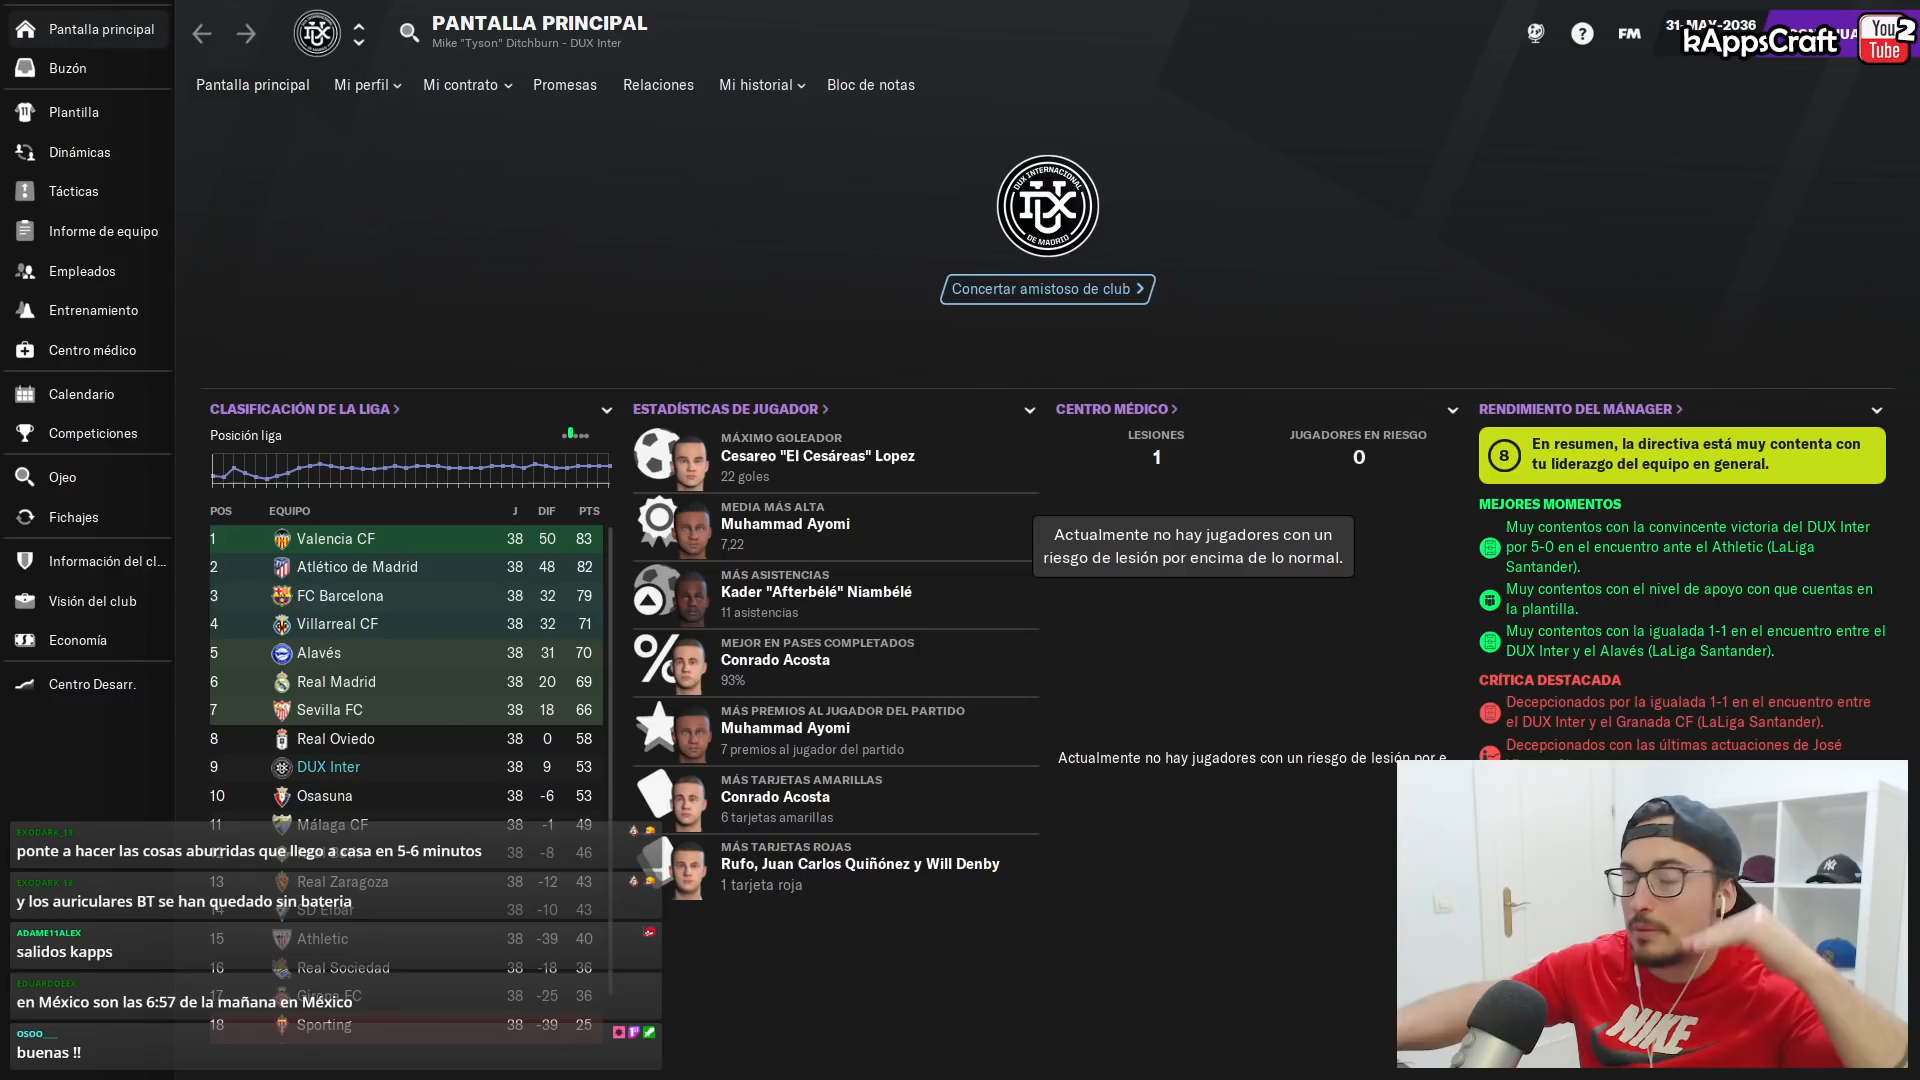 Pantalla principal
Buzón
Plantilla
Dinámicas
Tácticas
Informe de equipo
Empleados
Entrenamiento
Centro médico
Calendario
Competiciones
Ojeo
Fichajes
Información del cl...
Visión del club
Economía
Centro Desarr.
PANTALLA PRINCIPAL
Mike "Tyson" Ditchburn - DUX Inter
FM
31-MAY-2036
kAppsCraft
You2
Tube
Pantalla principal
Mi perfil
Mi contrato
Promesas
Relaciones
Mi historial
Bloc de notas
DUX INTERNACIONAL
DUX
DE MADRID
Concertar amistoso de club
CLASIFICACIÓN DE LA LIGA
Posición liga
POS EQUIPO J DIF PTS
1 Valencia CF 38 50 83
2 Atlético de Madrid 38 48 82
3 FC Barcelona 38 32 79
4 Villarreal CF 38 32 71
5 Alavés 38 31 70
6 Real Madrid 38 20 69
7 Sevilla FC 38 18 66
8 Real Oviedo 38 0 58
9 DUX Inter 38 9 53
10 Osasuna 38 -6 53
11 Málaga CF 38 -1 49
38 -8 46
13 Real Zaragoza 38 -12 43
14 SD Eibar 38 -10 43
15 Athletic 38 -39 40
16 Real Sociedad 38 -18 36
17 Girona FC 38 -25 36
18 Sporting 38 -39 25
EXODARK_19
ponte a hacer las cosas aburridas que llego a casa en 5-6 minutos
EXODARK_19
y los auriculares BT se han quedado sin bateria
ADAME11ALEX
salidos kapps
EDUARDOEEX
en México son las 6:57 de la mañana en México
OSOO___
buenas !!
ESTADÍSTICAS DE JUGADOR
MÁXIMO GOLEADOR
Cesareo "El Cesáreas" Lopez
22 goles
MEDIA MÁS ALTA
Muhammad Ayomi
7,22
MÁS ASISTENCIAS
Kader "Afterbélé" Niambélé
11 asistencias
MEJOR EN PASES COMPLETADOS
Conrado Acosta
93%
MÁS PREMIOS AL JUGADOR DEL PARTIDO
Muhammad Ayomi
7 premios al jugador del partido
MÁS TARJETAS AMARILLAS
Conrado Acosta
6 tarjetas amarillas
MÁS TARJETAS ROJAS
Rufo, Juan Carlos Quiñónez y Will Denby
1 tarjeta roja
CENTRO MÉDICO
LESIONES
1
JUGADORES EN RIESGO
0
Actualmente no hay jugadores con un
riesgo de lesión por encima de lo normal.
Actualmente no hay jugadores con un riesgo de lesión por e
RENDIMIENTO DEL MÁNAGER
8
En resumen, la directiva está muy contenta con
tu liderazgo del equipo en general.
MEJORES MOMENTOS
Muy contentos con la convincente victoria del DUX Inter
por 5-0 en el encuentro ante el Athletic (LaLiga
Santander).
Muy contentos con el nivel de apoyo con que cuentas en
la plantilla.
Muy contentos con la igualada 1-1 en el encuentro entre el
DUX Inter y el Alavés (LaLiga Santander).
CRÍTICA DESTACADA
Decepcionados por la igualada 1-1 en el encuentro entre
el DUX Inter y el Granada CF (LaLiga Santander).
Decepcionados con las últimas actuaciones de José
NIKE